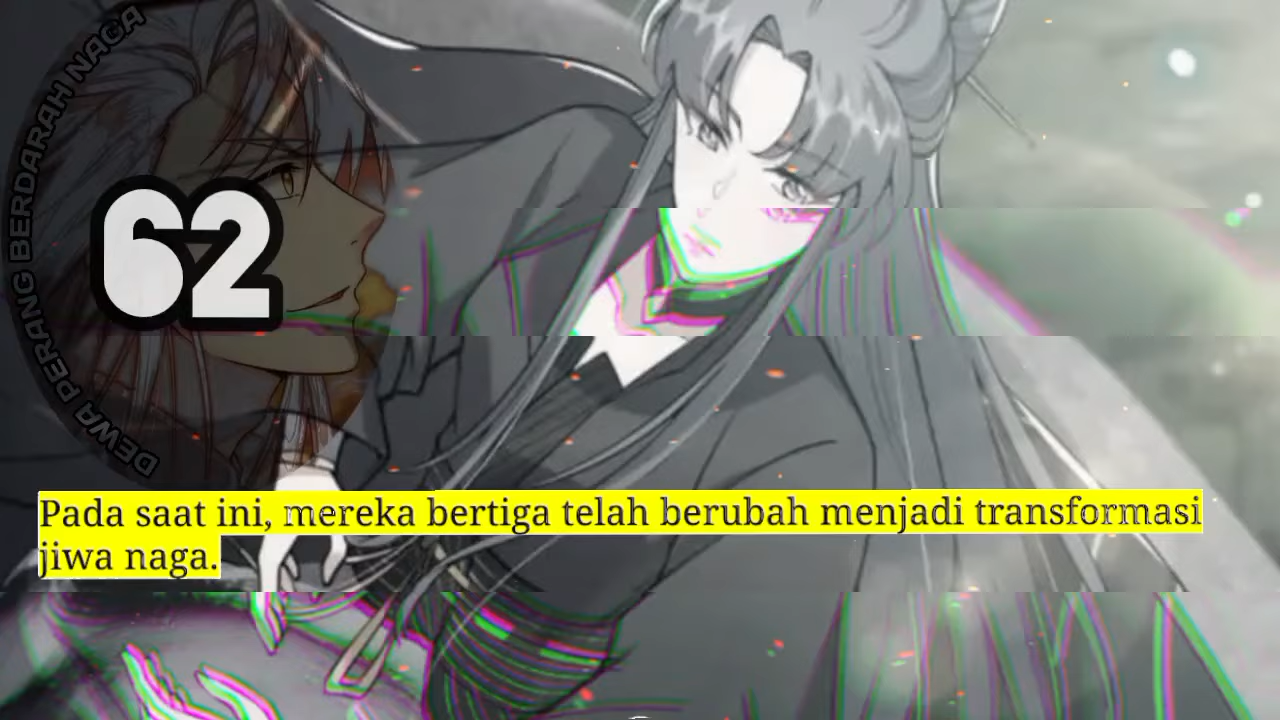 DEWA PERANG BERDARAH NAGA
62
Pada saat ini, mereka bertiga telah berubah menjadi transformasi
jiwa naga.